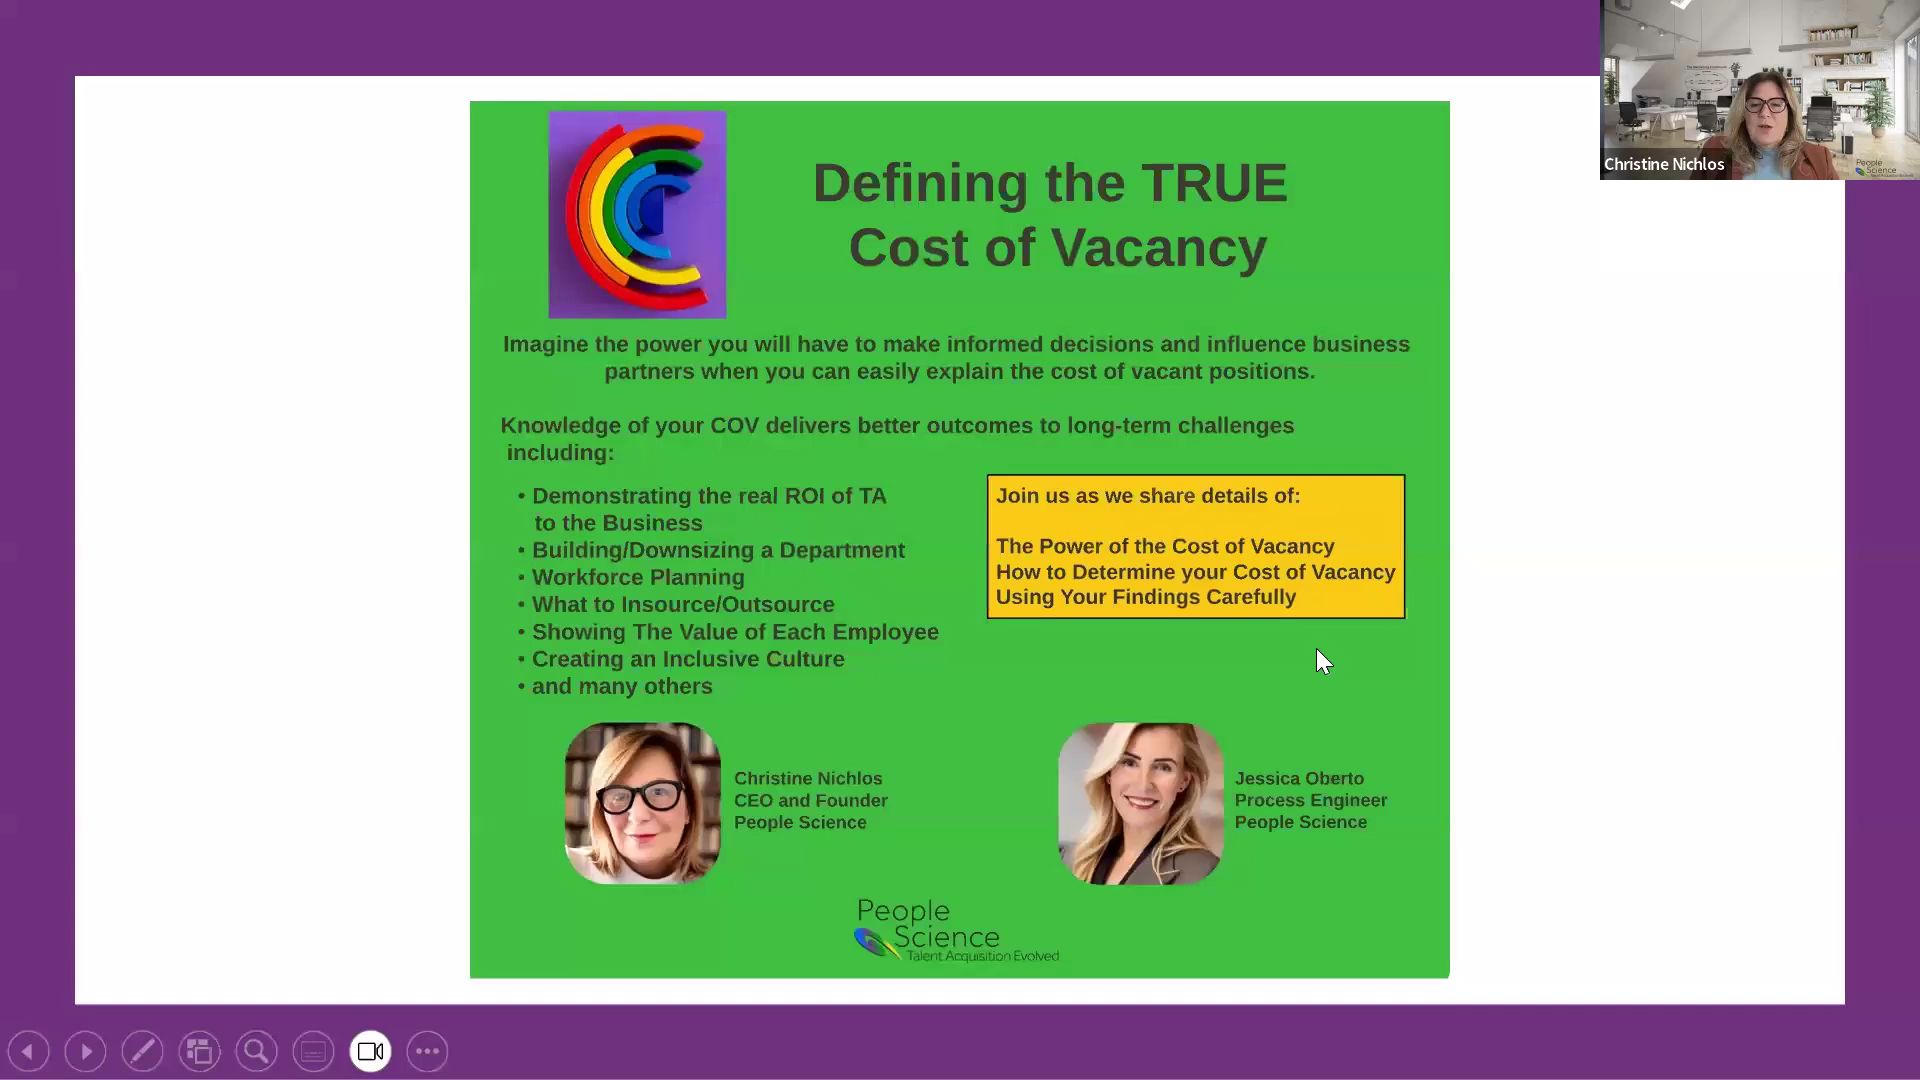 Defining the TRUE
Cost of Vacancy
Imagine the power you will have to make informed decisions and influence business
partners when you can easily explain the cost of vacant positions.
Knowledge of your COV delivers better outcomes to long-term challenges
including:
• Demonstrating the real ROI of TA
to the Business
• Building/Downsizing a Department
• Workforce Planning
• What to Insource/Outsource
• Showing The Value of Each Employee
• Creating an Inclusive Culture
• and many others
Join us as we share details of:
The Power of the Cost of Vacancy
How to Determine your Cost of Vacancy
Using Your Findings Carefully
Christine Nichlos
CEO and Founder
People Science
Jessica Oberto
Process Engineer
People Science
People
Science
Talent Acquisition Evolved
Christine Nichlos
People
Science